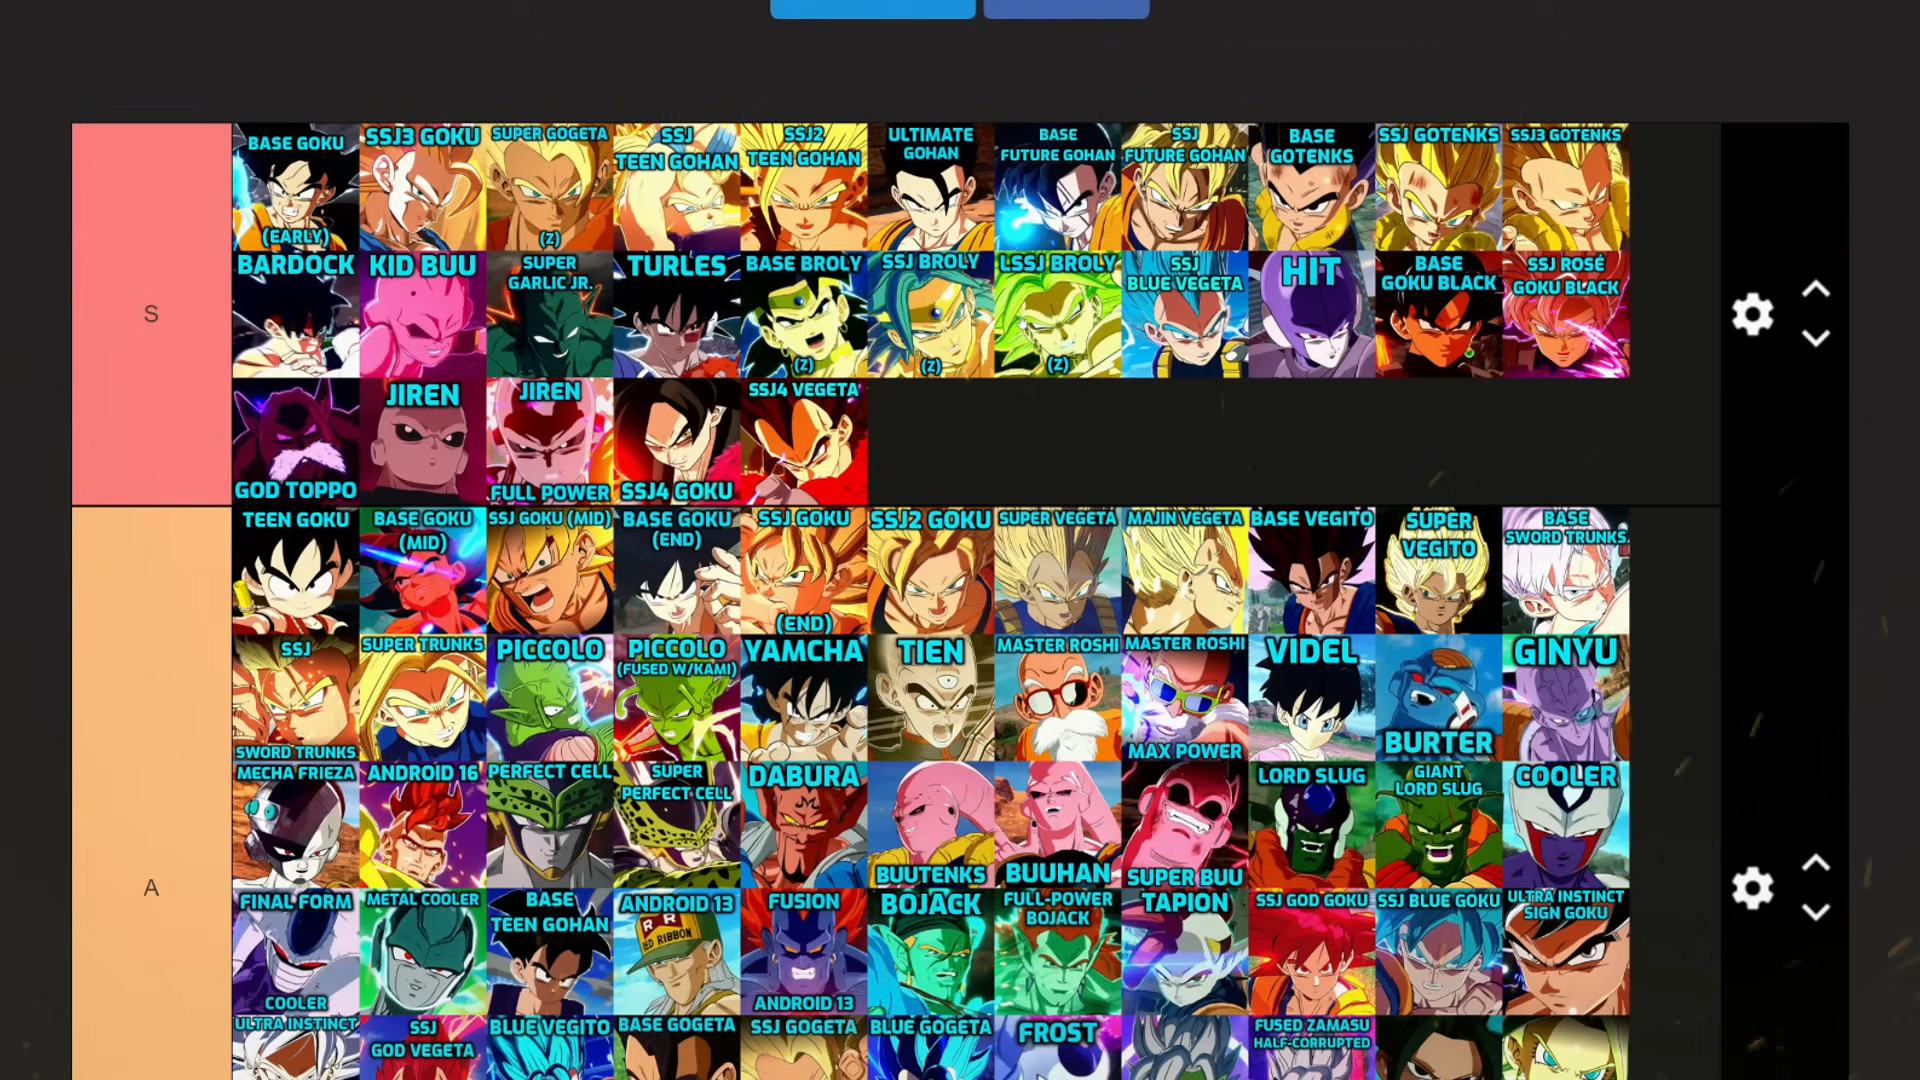 S
BASE GOKU
(EARLY)
SSJ3 GOKU
SUPER GOGETA
(Z)
SSJ
TEEN GOHAN
SSJ2
TEEN GOHAN
ULTIMATE
GOHAN
BASE
FUTURE GOHAN
SSJ
FUTURE GOHAN
BASE
GOTENKS
SSJ GOTENKS
SSJ3 GOTENKS
BARDOCK
KID BUU
SUPER
GARLIC JR.
TURLES
BASE BROLY
(Z)
SSJ BROLY
(Z)
LSSJ BROLY
(Z)
SSJ
BLUE VEGETA
HIT
BASE
GOKU BLACK
SSJ ROSÉ
GOKU BLACK
GOD TOPPO
JIREN
JIREN
FULL POWER
SSJ4 GOKU
SSJ4 VEGETA
A
TEEN GOKU
BASE GOKU
(MID)
SSJ GOKU (MID)
BASE GOKU
(END)
SSJ GOKU
(END)
SSJ2 GOKU
SUPER VEGETA
MAJIN VEGETA
BASE VEGITO
SUPER
VEGITO
BASE
SWORD TRUNKS
SSJ
SWORD TRUNKS
SUPER TRUNKS
PICCOLO
PICCOLO
(FUSED W/KAMI)
YAMCHA
TIEN
MASTER ROSHI
MASTER ROSHI
MAX POWER
VIDEL
BURTER
GINYU
MECHA FRIEZA
ANDROID 16
PERFECT CELL
SUPER
PERFECT CELL
DABURA
BUUTENKS
BUUHAN
SUPER BUU
LORD SLUG
GIANT
LORD SLUG
COOLER
FINAL FORM
COOLER
METAL COOLER
BASE
TEEN GOHAN
ANDROID 13
R R
RED RIBBON
FUSION
ANDROID 13
BOJACK
FULL-POWER
BOJACK
TAPION
SSJ GOD GOKU
SSJ BLUE GOKU
ULTRA INSTINCT
SIGN GOKU
ULTRA INSTINCT
SSJ
GOD VEGETA
BLUE VEGITO
BASE GOGETA
SSJ GOGETA
BLUE GOGETA
FROST
FUSED ZAMASU
HALF-CORRUPTED